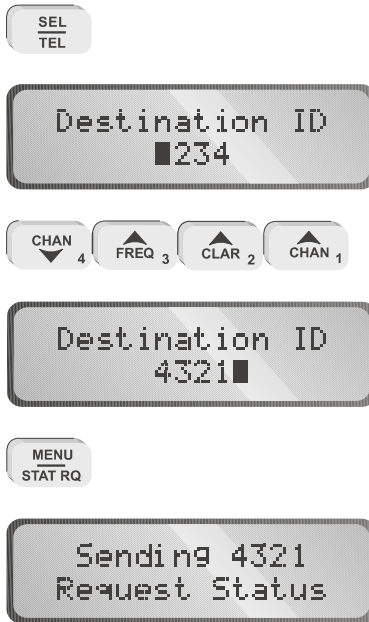 SEL
TEL
Destination ID
█234
CHAN 4 FREQ 3 CLAR 2 CHAN 1
Destination ID
4321█
MENU
STAT RQ
Sending 4321
Request Status